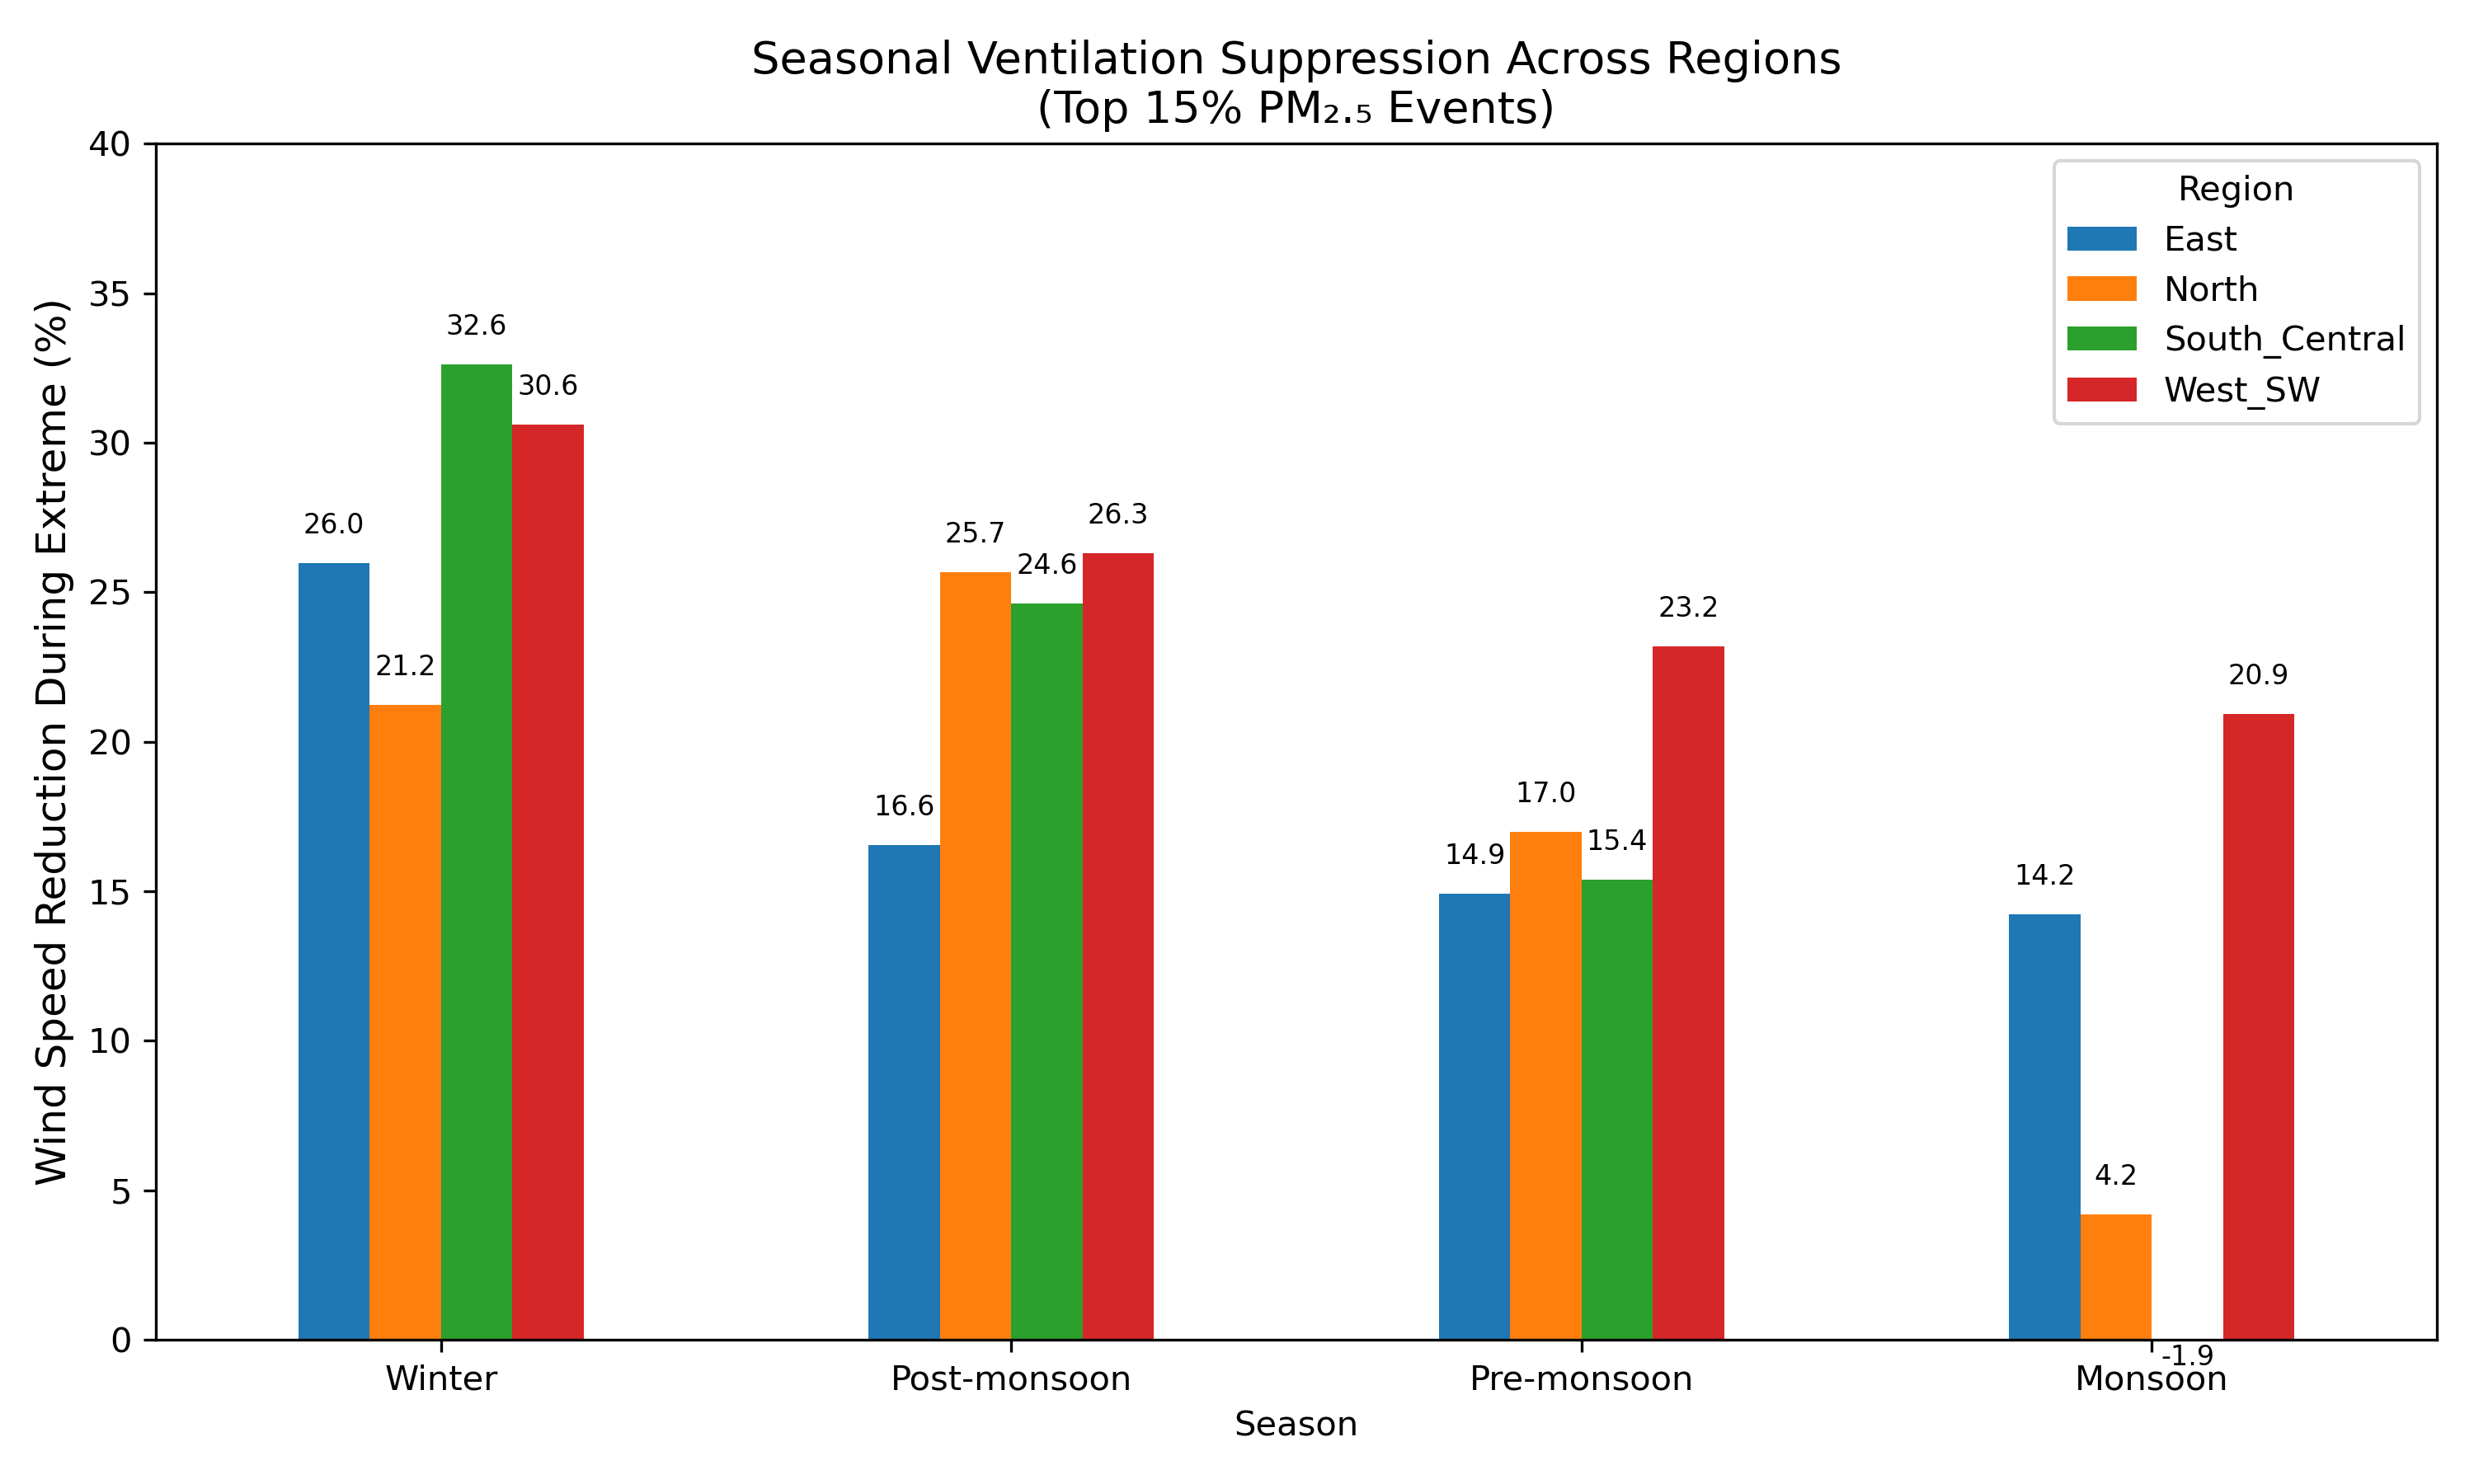 Seasonal Ventilation Suppression Across Regions
(Top 15% PM₂.₅ Events)
Wind Speed Reduction During Extreme (%)
40
35
30
25
20
15
10
5
0
Region
East
North
South_Central
West_SW
26.0
21.2
32.6
30.6
16.6
25.7
24.6
26.3
14.9
17.0
15.4
23.2
14.2
4.2
-1.9
20.9
Winter
Post-monsoon
Pre-monsoon
Monsoon
Season